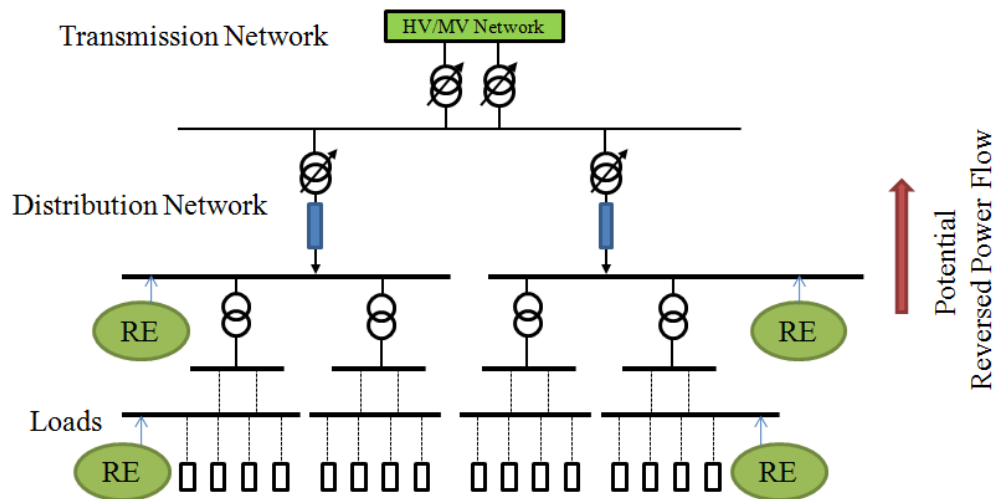 HV/MV Network
Transmission Network
Distribution Network
Potential
Reversed Power Flow
RE
RE
Loads
RE
RE